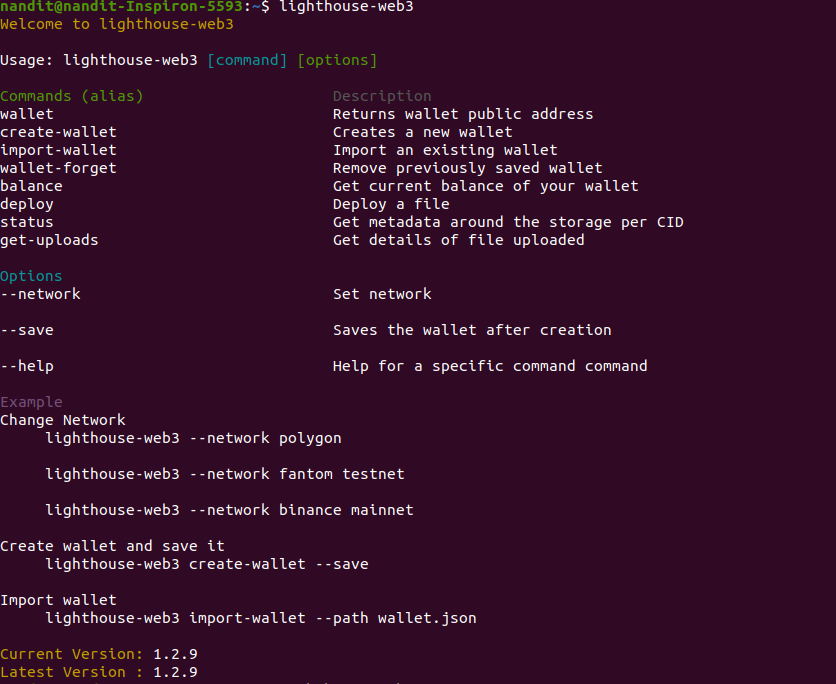 nandit@nandit-Inspiron-5593:~$ lighthouse-web3
Welcome to lighthouse-web3
Usage: lighthouse-web3 [command] [options]
Commands (alias) Description
wallet Returns wallet public address
create-wallet Creates a new wallet
import-wallet Import an existing wallet
wallet-forget Remove previously saved wallet
balance Get current balance of your wallet
deploy Deploy a file
status Get metadata around the storage per CID
get-uploads Get details of file uploaded
Options
--network Set network
--save Saves the wallet after creation
--help Help for a specific command command
Example
Change Network
lighthouse-web3 --network polygon
lighthouse-web3 --network fantom testnet
lighthouse-web3 --network binance mainnet
Create wallet and save it
lighthouse-web3 create-wallet --save
Import wallet
lighthouse-web3 import-wallet --path wallet.json
Current Version: 1.2.9
Latest Version : 1.2.9